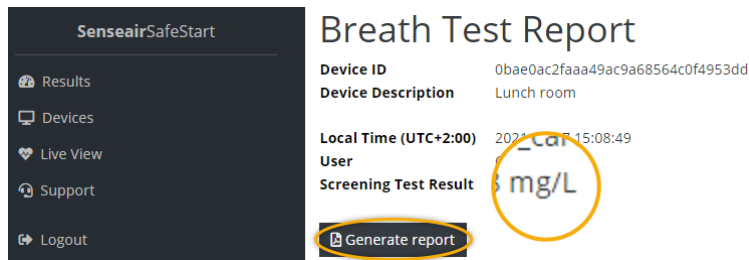 SenseairSafeStart
Results
Devices
Live View
Support
Logout
Breath Test Report
Device ID 0bae0ac2faaa49ac9a68564c0f4953dd
Device Description Lunch room
Local Time (UTC+2:00) 15:08:49
User
Screening Test Result mg/L
Generate report